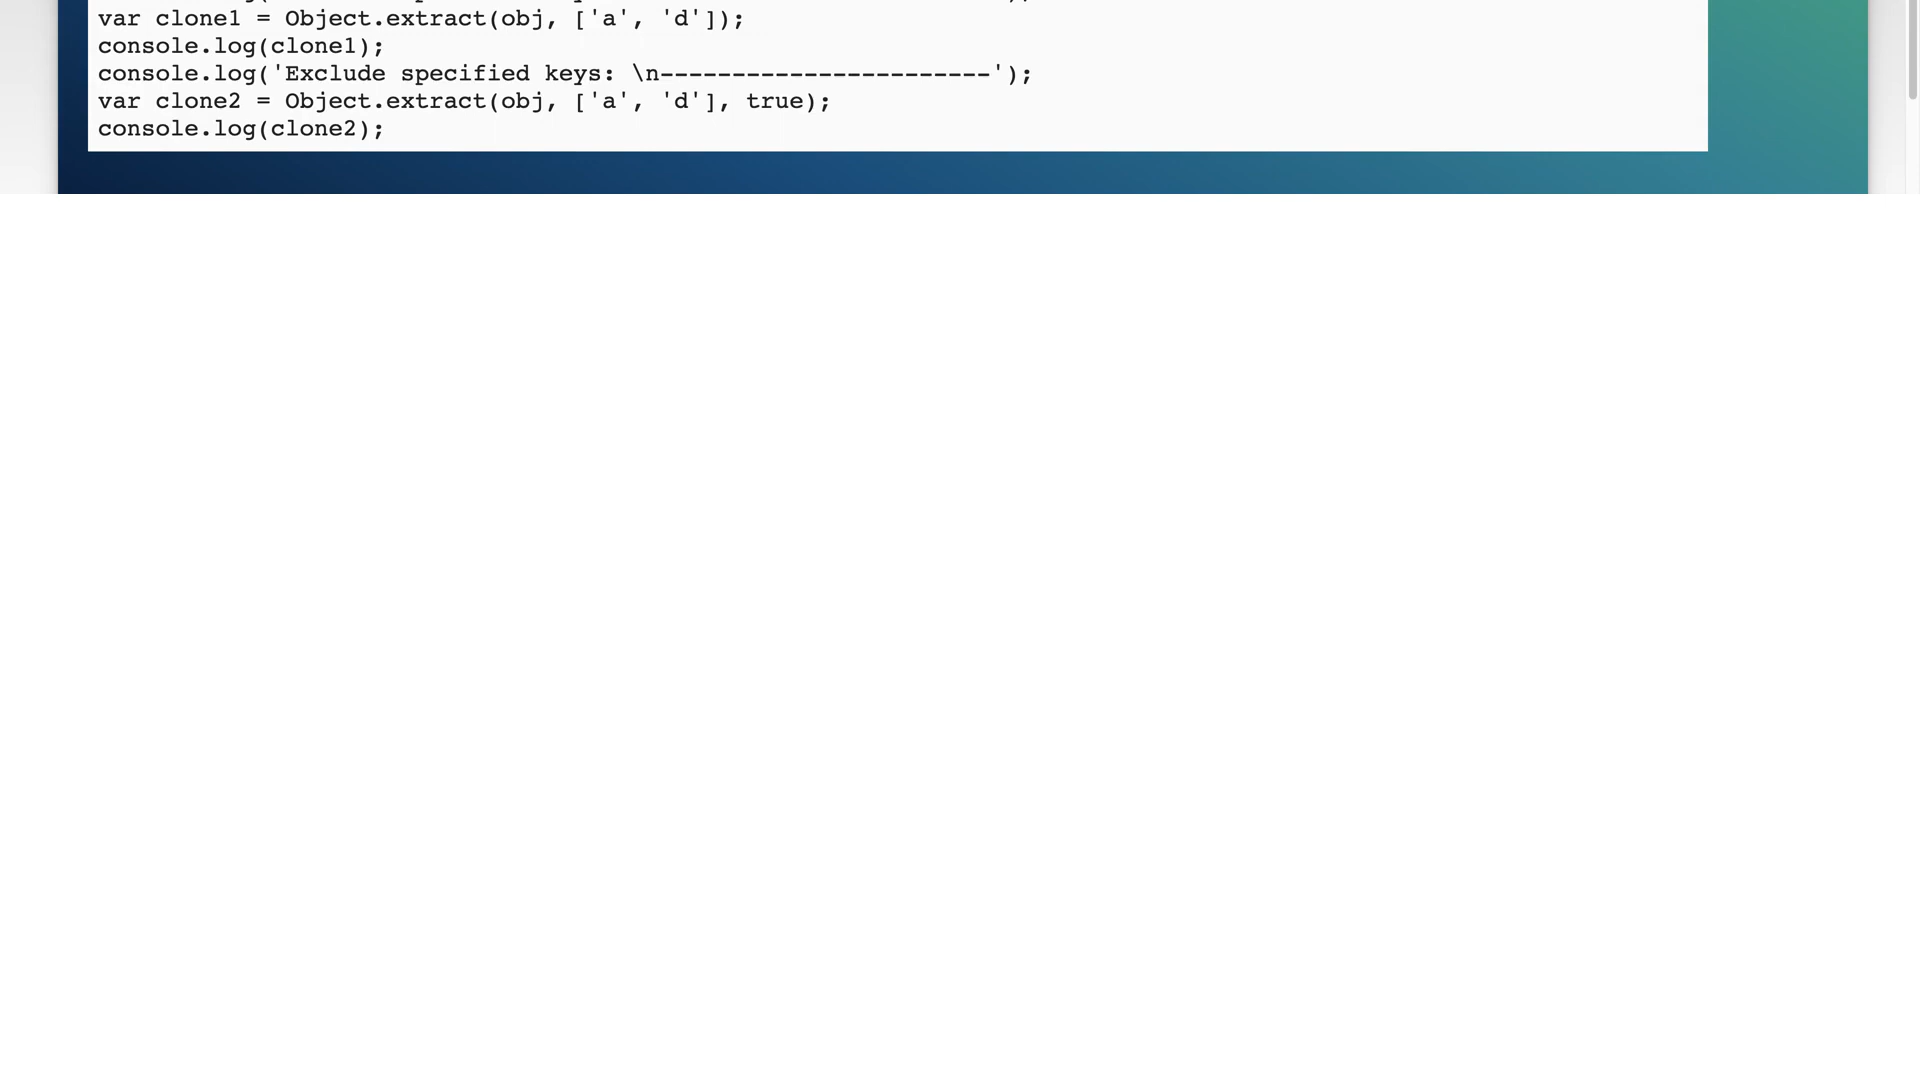 var clone1 = Object.extract(obj, ['a', 'd']);
console.log(clone1);
console.log('Exclude specified keys: \n-----------------------');
var clone2 = Object.extract(obj, ['a', 'd'], true);
console.log(clone2);